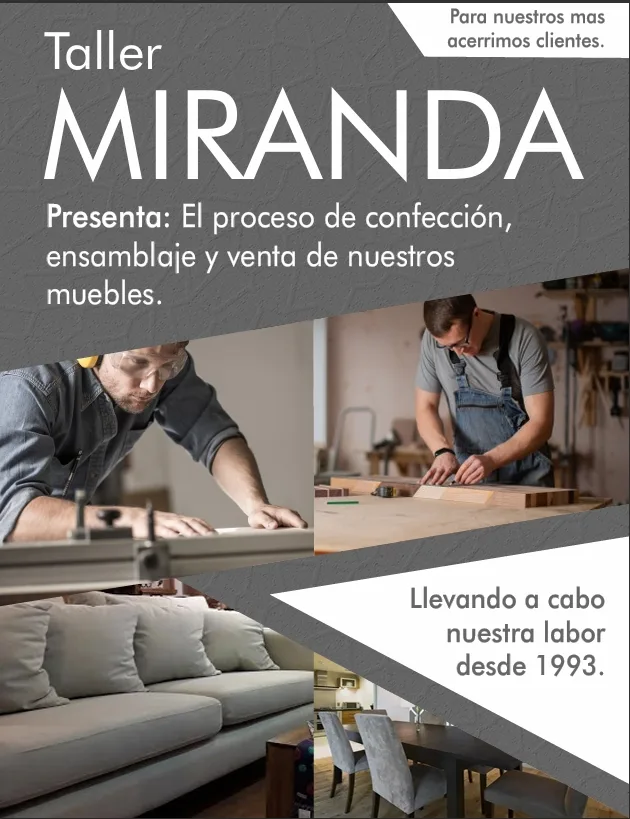 Para nuestros mas
acerrimos clientes.
Taller
MIRANDA
Presenta: El proceso de confección,
ensamblaje y venta de nuestros
muebles.
Llevando a cabo
nuestra labor
desde 1993.